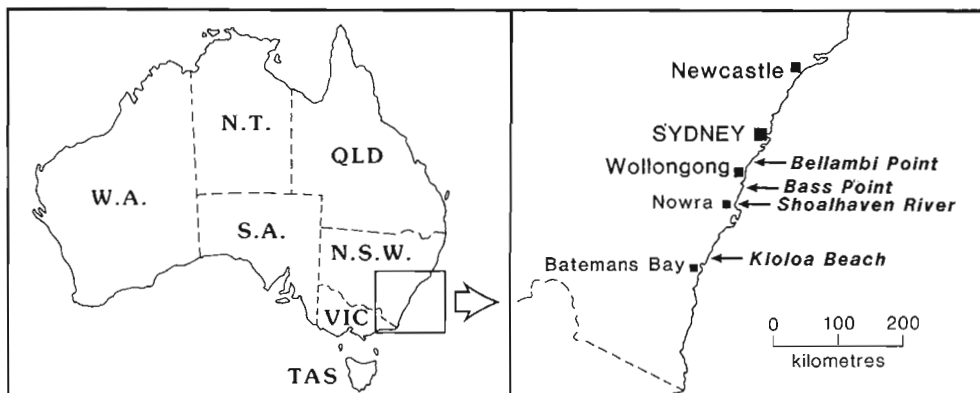 N.T.
QLD
W.A.
S.A.
N.S.W.
VIC
TAS
Newcastle
SYDNEY
Wollongong
Bellambi Point
Bass Point
Nowra
Shoalhaven River
Batemans Bay
Kioloa Beach
0 100 200
kilometres